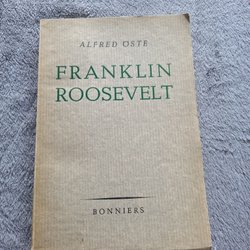 ALFRED OSTE
FRANKLIN
ROOSEVELT
BONNIERS